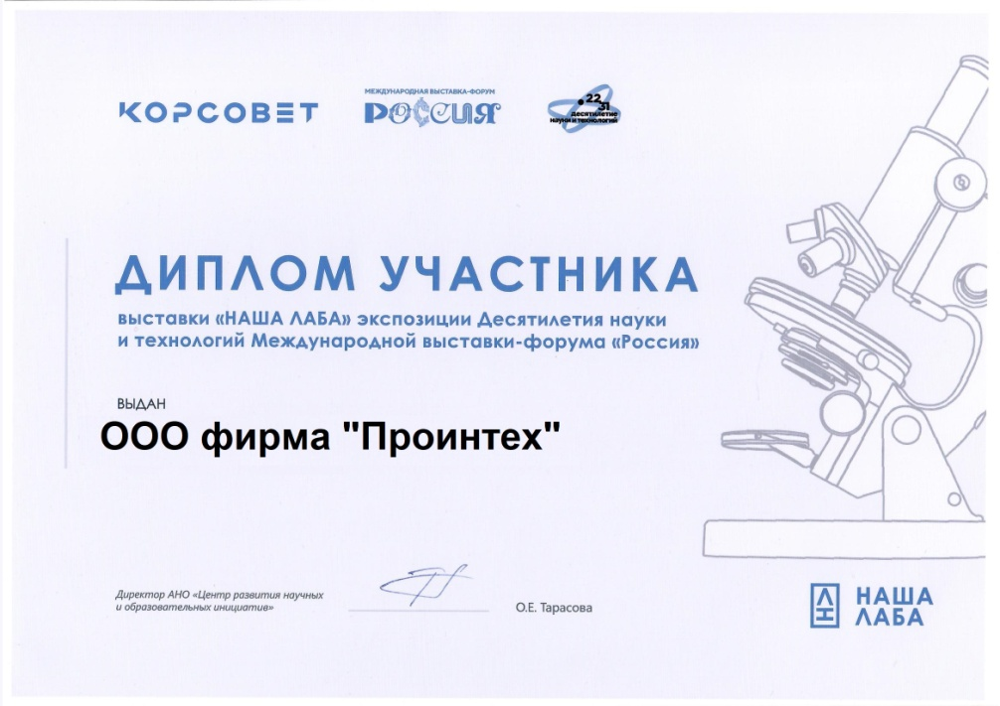 КОРСОВЕТ
МЕЖДУНАРОДНАЯ ВЫСТАВКА-ФОРУМ
РОССИЯ
22
31
десятилетие
науки и технологий
ДИПЛОМ УЧАСТНИКА
выставки «НАША ЛАБА» экспозиции Десятилетия науки
и технологий Международной выставки-форума «Россия»
ВЫДАН
ООО фирма "Проинтех"
Директор АНО «Центр развития научных
и образовательных инициатив»
О.Е. Тарасова
НАША
ЛАБА